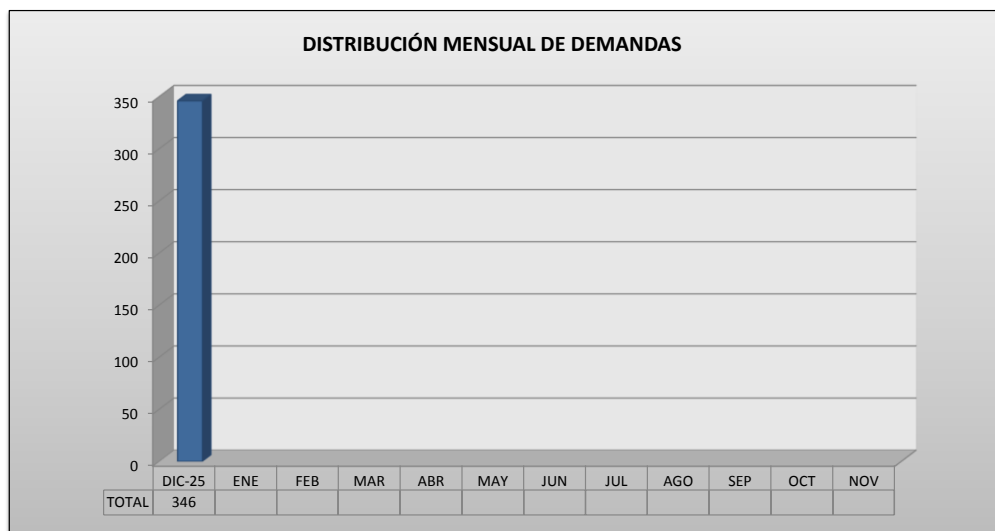 DISTRIBUCIÓN MENSUAL DE DEMANDAS
350
300
250
200
150
100
50
0
DIC-25 ENE FEB MAR ABR MAY JUN JUL AGO SEP OCT NOV
TOTAL 346